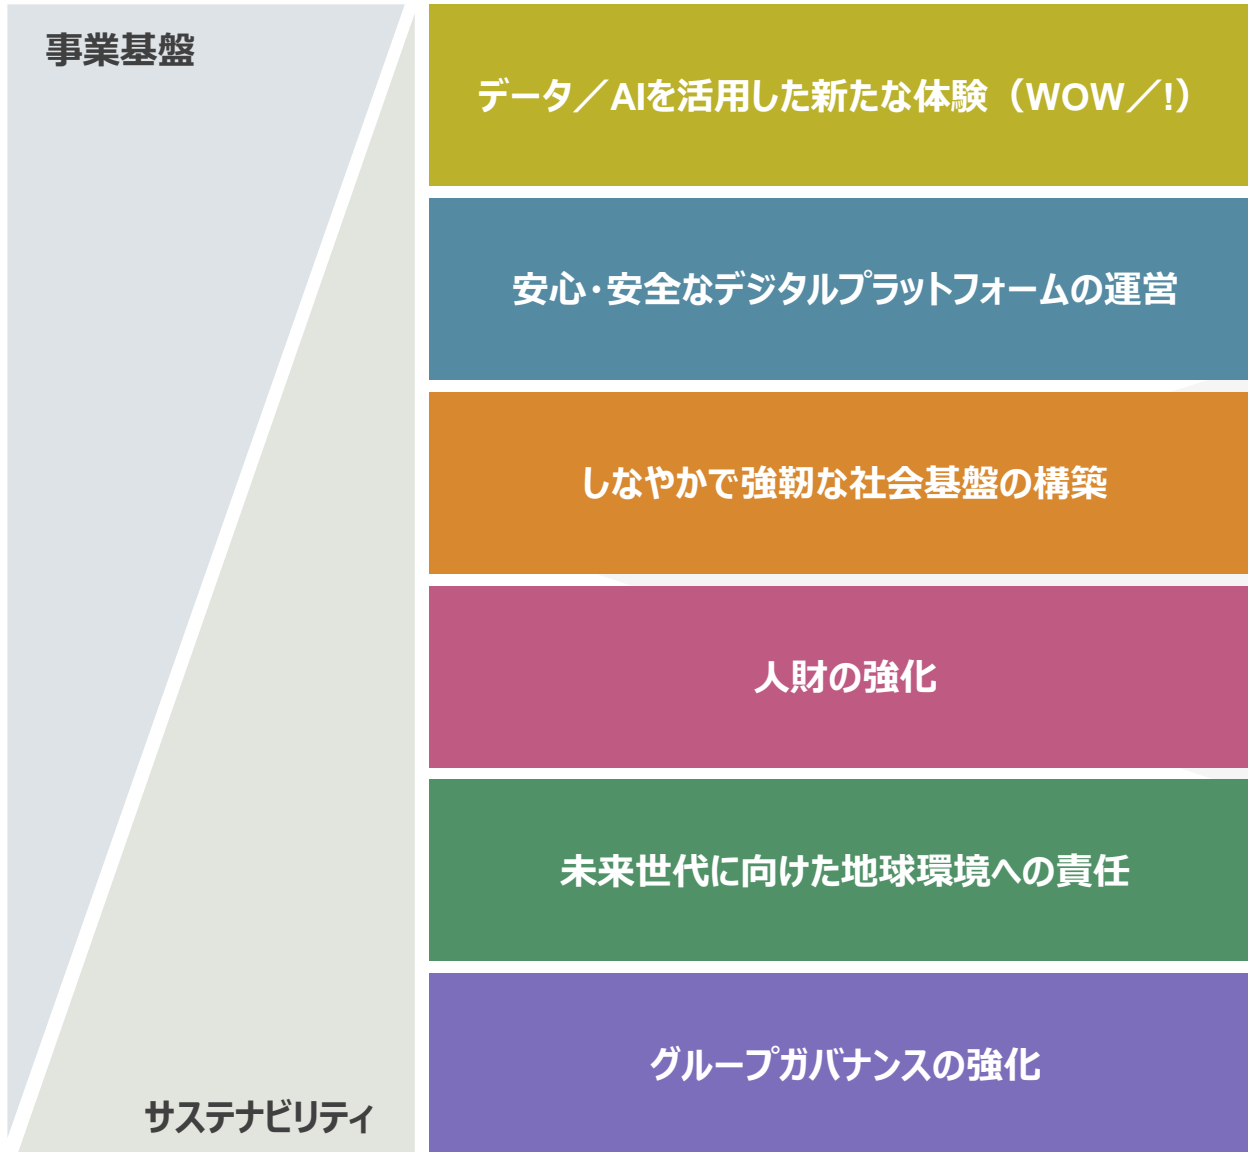 事業基盤
データ／AIを活用した新たな体験（WOW／!）
安心・安全なデジタルプラットフォームの運営
しなやかで強靭な社会基盤の構築
人財の強化
未来世代に向けた地球環境への責任
グループガバナンスの強化
サステナビリティ